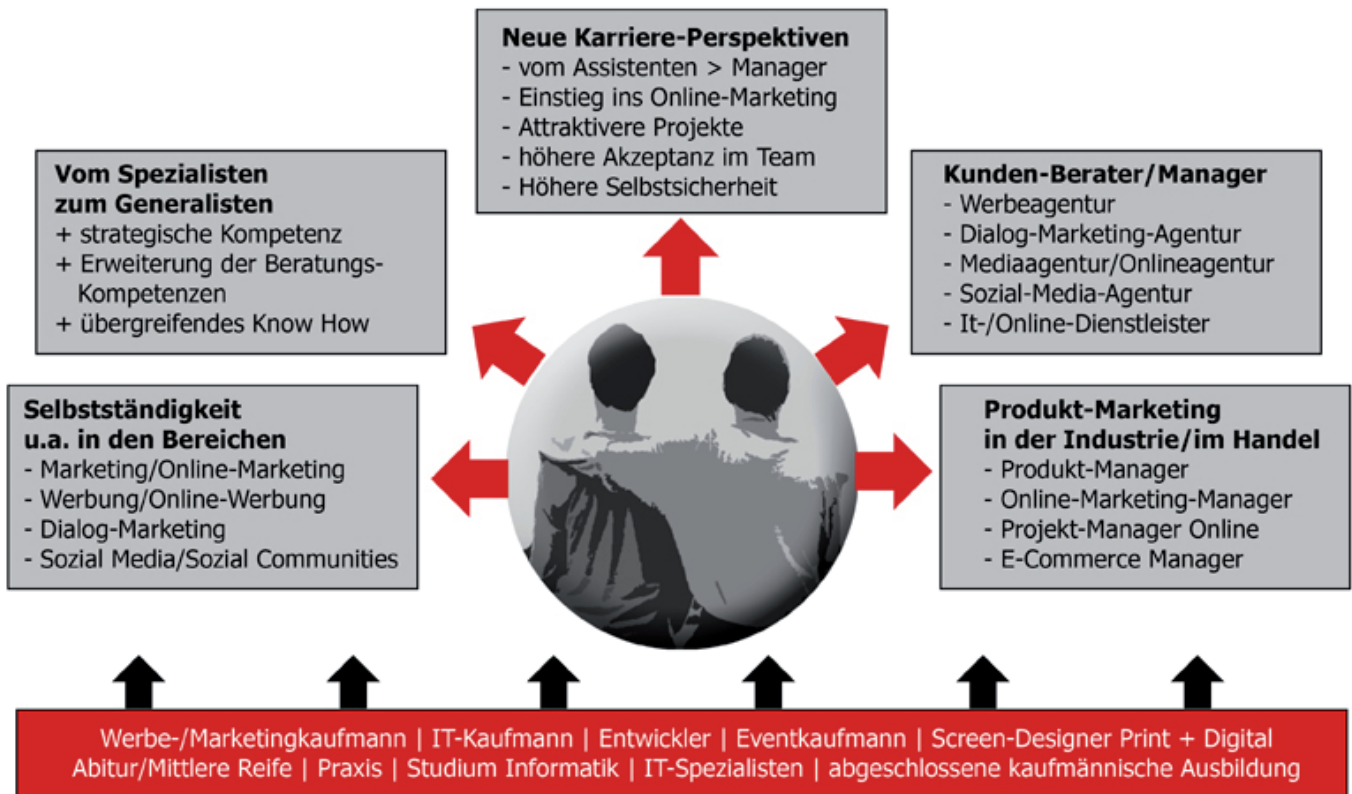 Neue Karriere-Perspektiven
- vom Assistenten > Manager
- Einstieg ins Online-Marketing
- Attraktivere Projekte
- höhere Akzeptanz im Team
- Höhere Selbstsicherheit
Vom Spezialisten
zum Generalisten
+ strategische Kompetenz
+ Erweiterung der Beratungs-
Kompetenzen
+ übergreifendes Know How
Kunden-Berater/Manager
- Werbeagentur
- Dialog-Marketing-Agentur
- Mediaagentur/Onlineagentur
- Sozial-Media-Agentur
- It-/Online-Dienstleister
Selbstständigkeit
u.a. in den Bereichen
- Marketing/Online-Marketing
- Werbung/Online-Werbung
- Dialog-Marketing
- Sozial Media/Sozial Communities
Produkt-Marketing
in der Industrie/im Handel
- Produkt-Manager
- Online-Marketing-Manager
- Projekt-Manager Online
- E-Commerce Manager
Werbe-/Marketingkaufmann | IT-Kaufmann | Entwickler | Eventkaufmann | Screen-Designer Print + Digital
Abitur/Mittlere Reife | Praxis | Studium Informatik | IT-Spezialisten | abgeschlossene kaufmännische Ausbildung